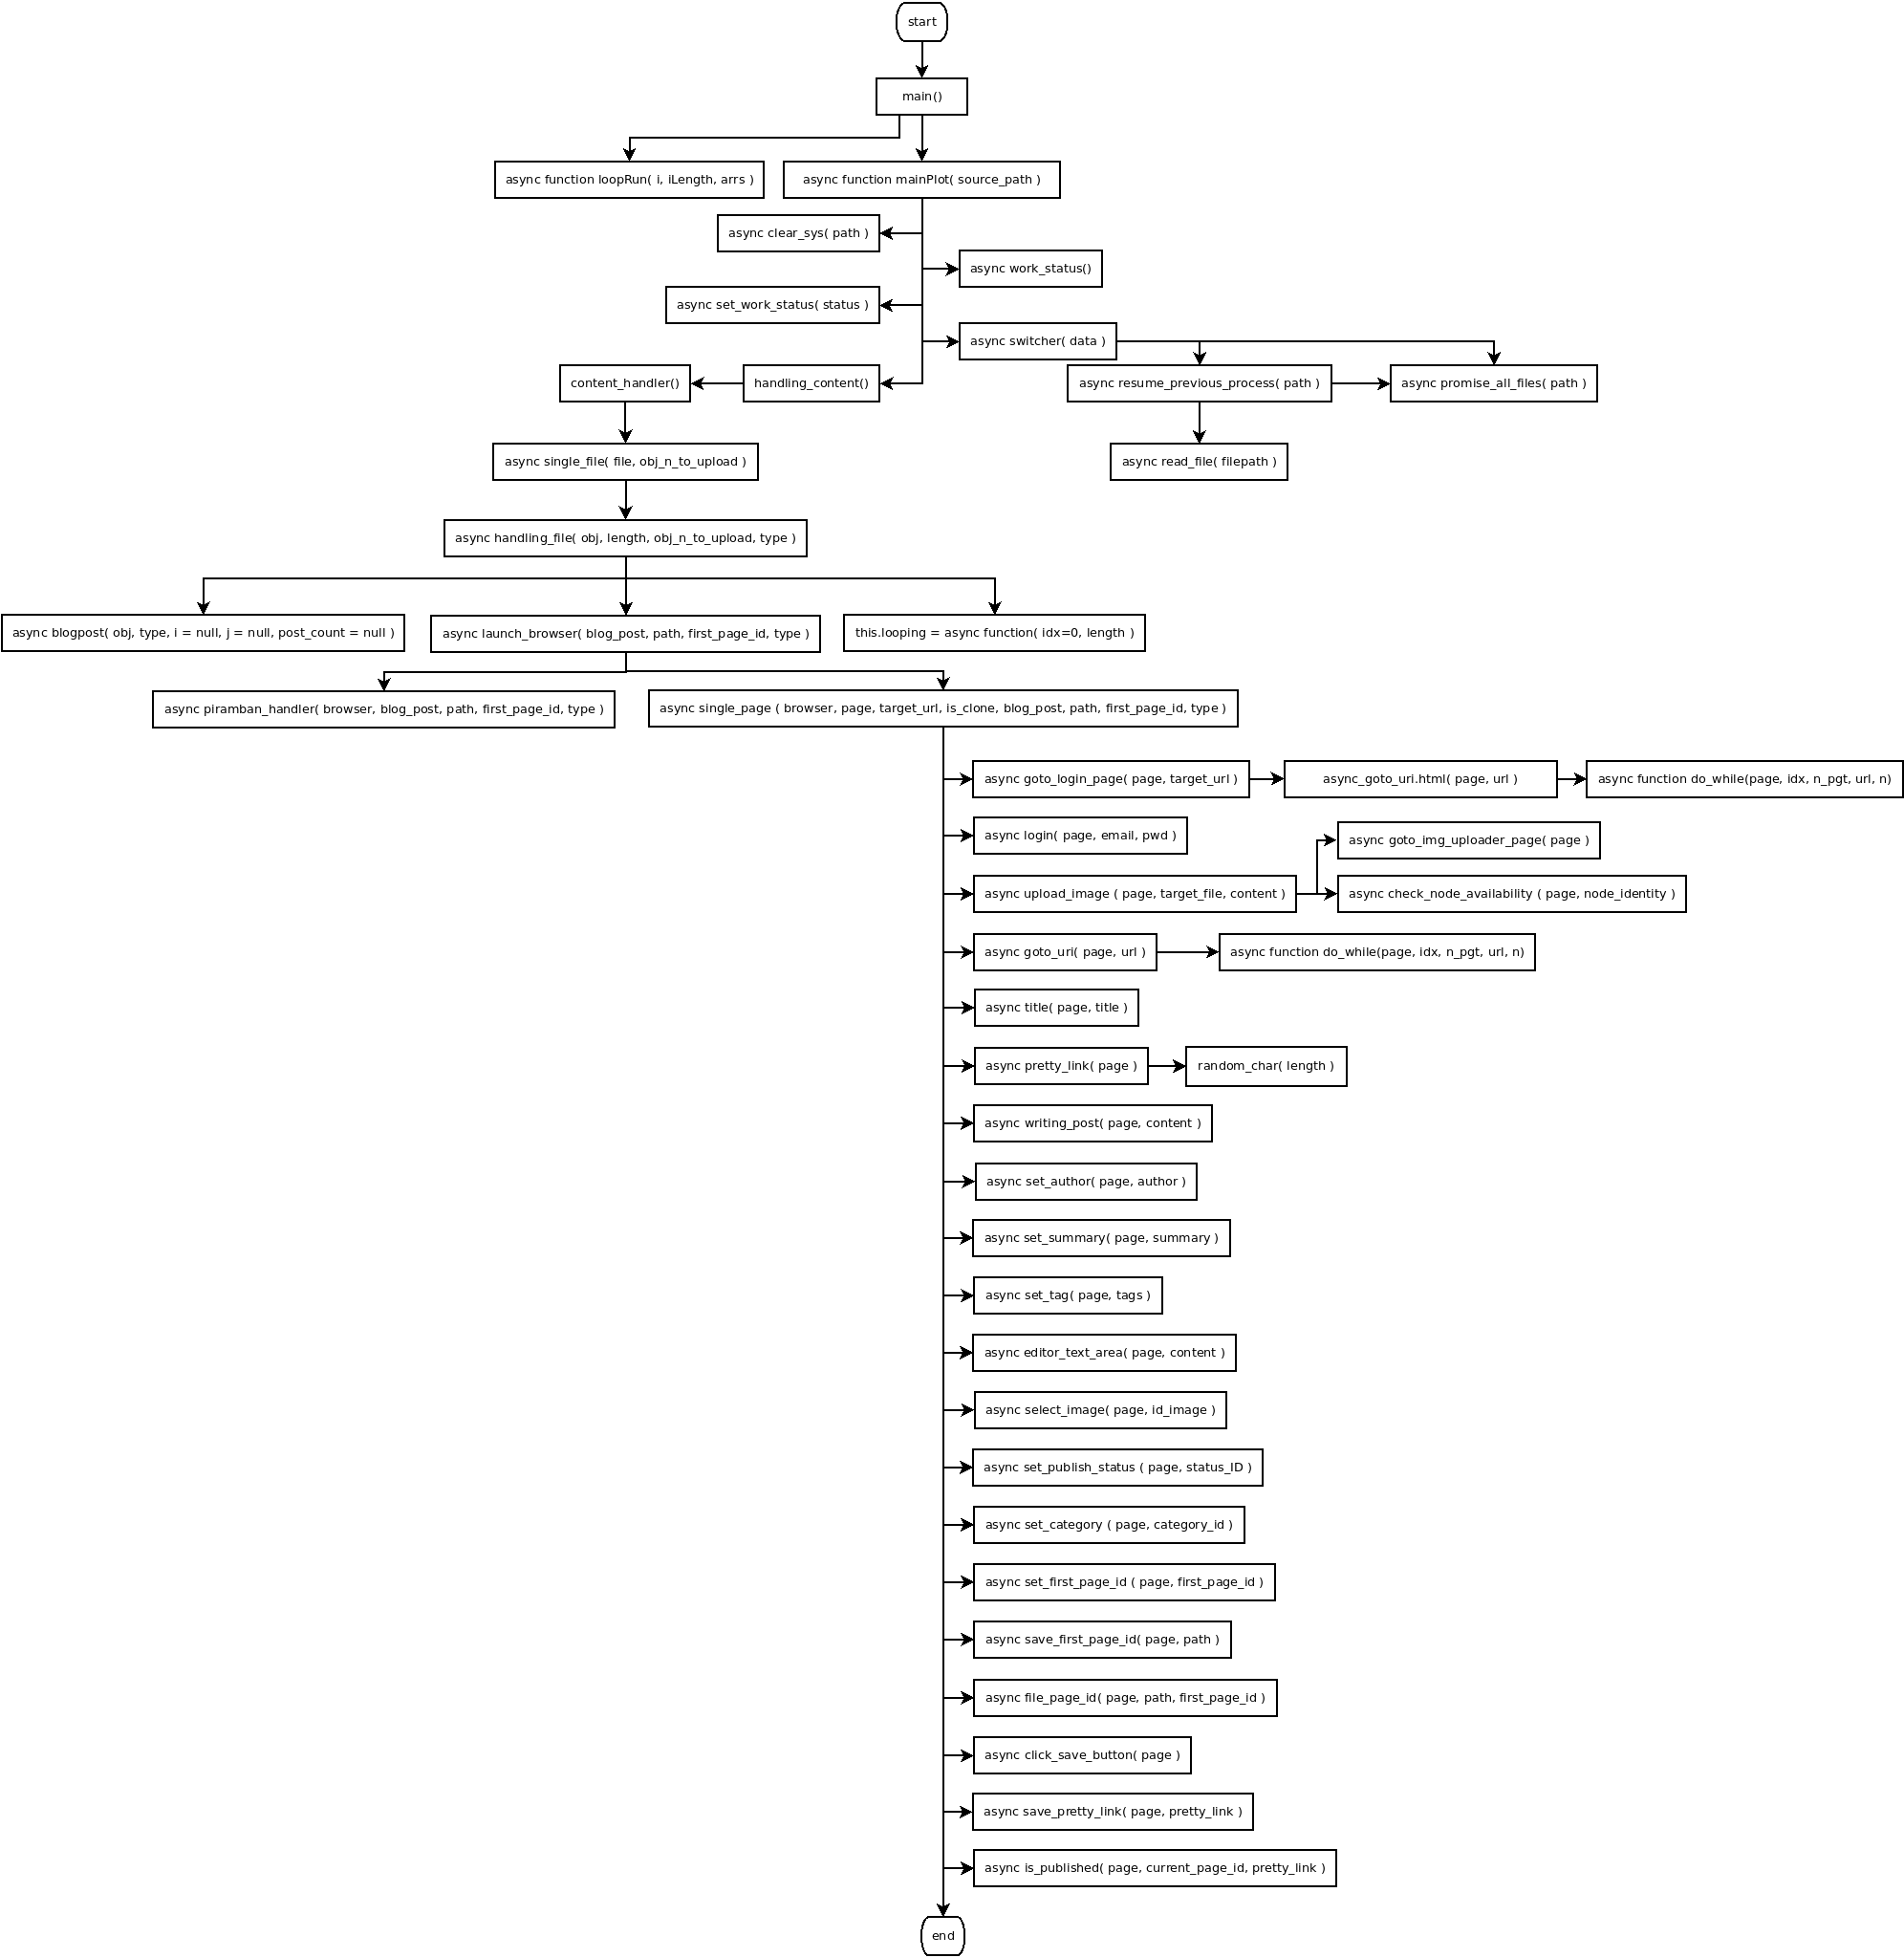 start
main()
async function loopRun( i, iLength, arrs )
async function mainPlot( source_path )
async clear_sys( path )
async work_status()
async set_work_status( status )
async switcher( data )
content_handler()
handling_content()
async resume_previous_process( path )
async promise_all_files( path )
async single_file( file, obj_n_to_upload )
async read_file( filepath )
async handling_file( obj, length, obj_n_to_upload, type )
async blogpost( obj, type, i = null, j = null, post_count = null )
async launch_browser( blog_post, path, first_page_id, type )
this.looping = async function( idx=0, length )
async piramban_handler( browser, blog_post, path, first_page_id, type )
async single_page ( browser, page, target_url, is_clone, blog_post, path, first_page_id, type )
async goto_login_page( page, target_url )
async_goto_uri.html( page, url )
async function do_while(page, idx, n_pgt, url, n)
async login( page, email, pwd )
async goto_img_uploader_page( page )
async upload_image ( page, target_file, content )
async check_node_availability ( page, node_identity )
async goto_uri( page, url )
async function do_while(page, idx, n_pgt, url, n)
async title( page, title )
async pretty_link( page )
random_char( length )
async writing_post( page, content )
async set_author( page, author )
async set_summary( page, summary )
async set_tag( page, tags )
async editor_text_area( page, content )
async select_image( page, id_image )
async set_publish_status ( page, status_ID )
async set_category ( page, category_id )
async set_first_page_id ( page, first_page_id )
async save_first_page_id( page, path )
async file_page_id( page, path, first_page_id )
async click_save_button( page )
async save_pretty_link( page, pretty_link )
async is_published( page, current_page_id, pretty_link )
end